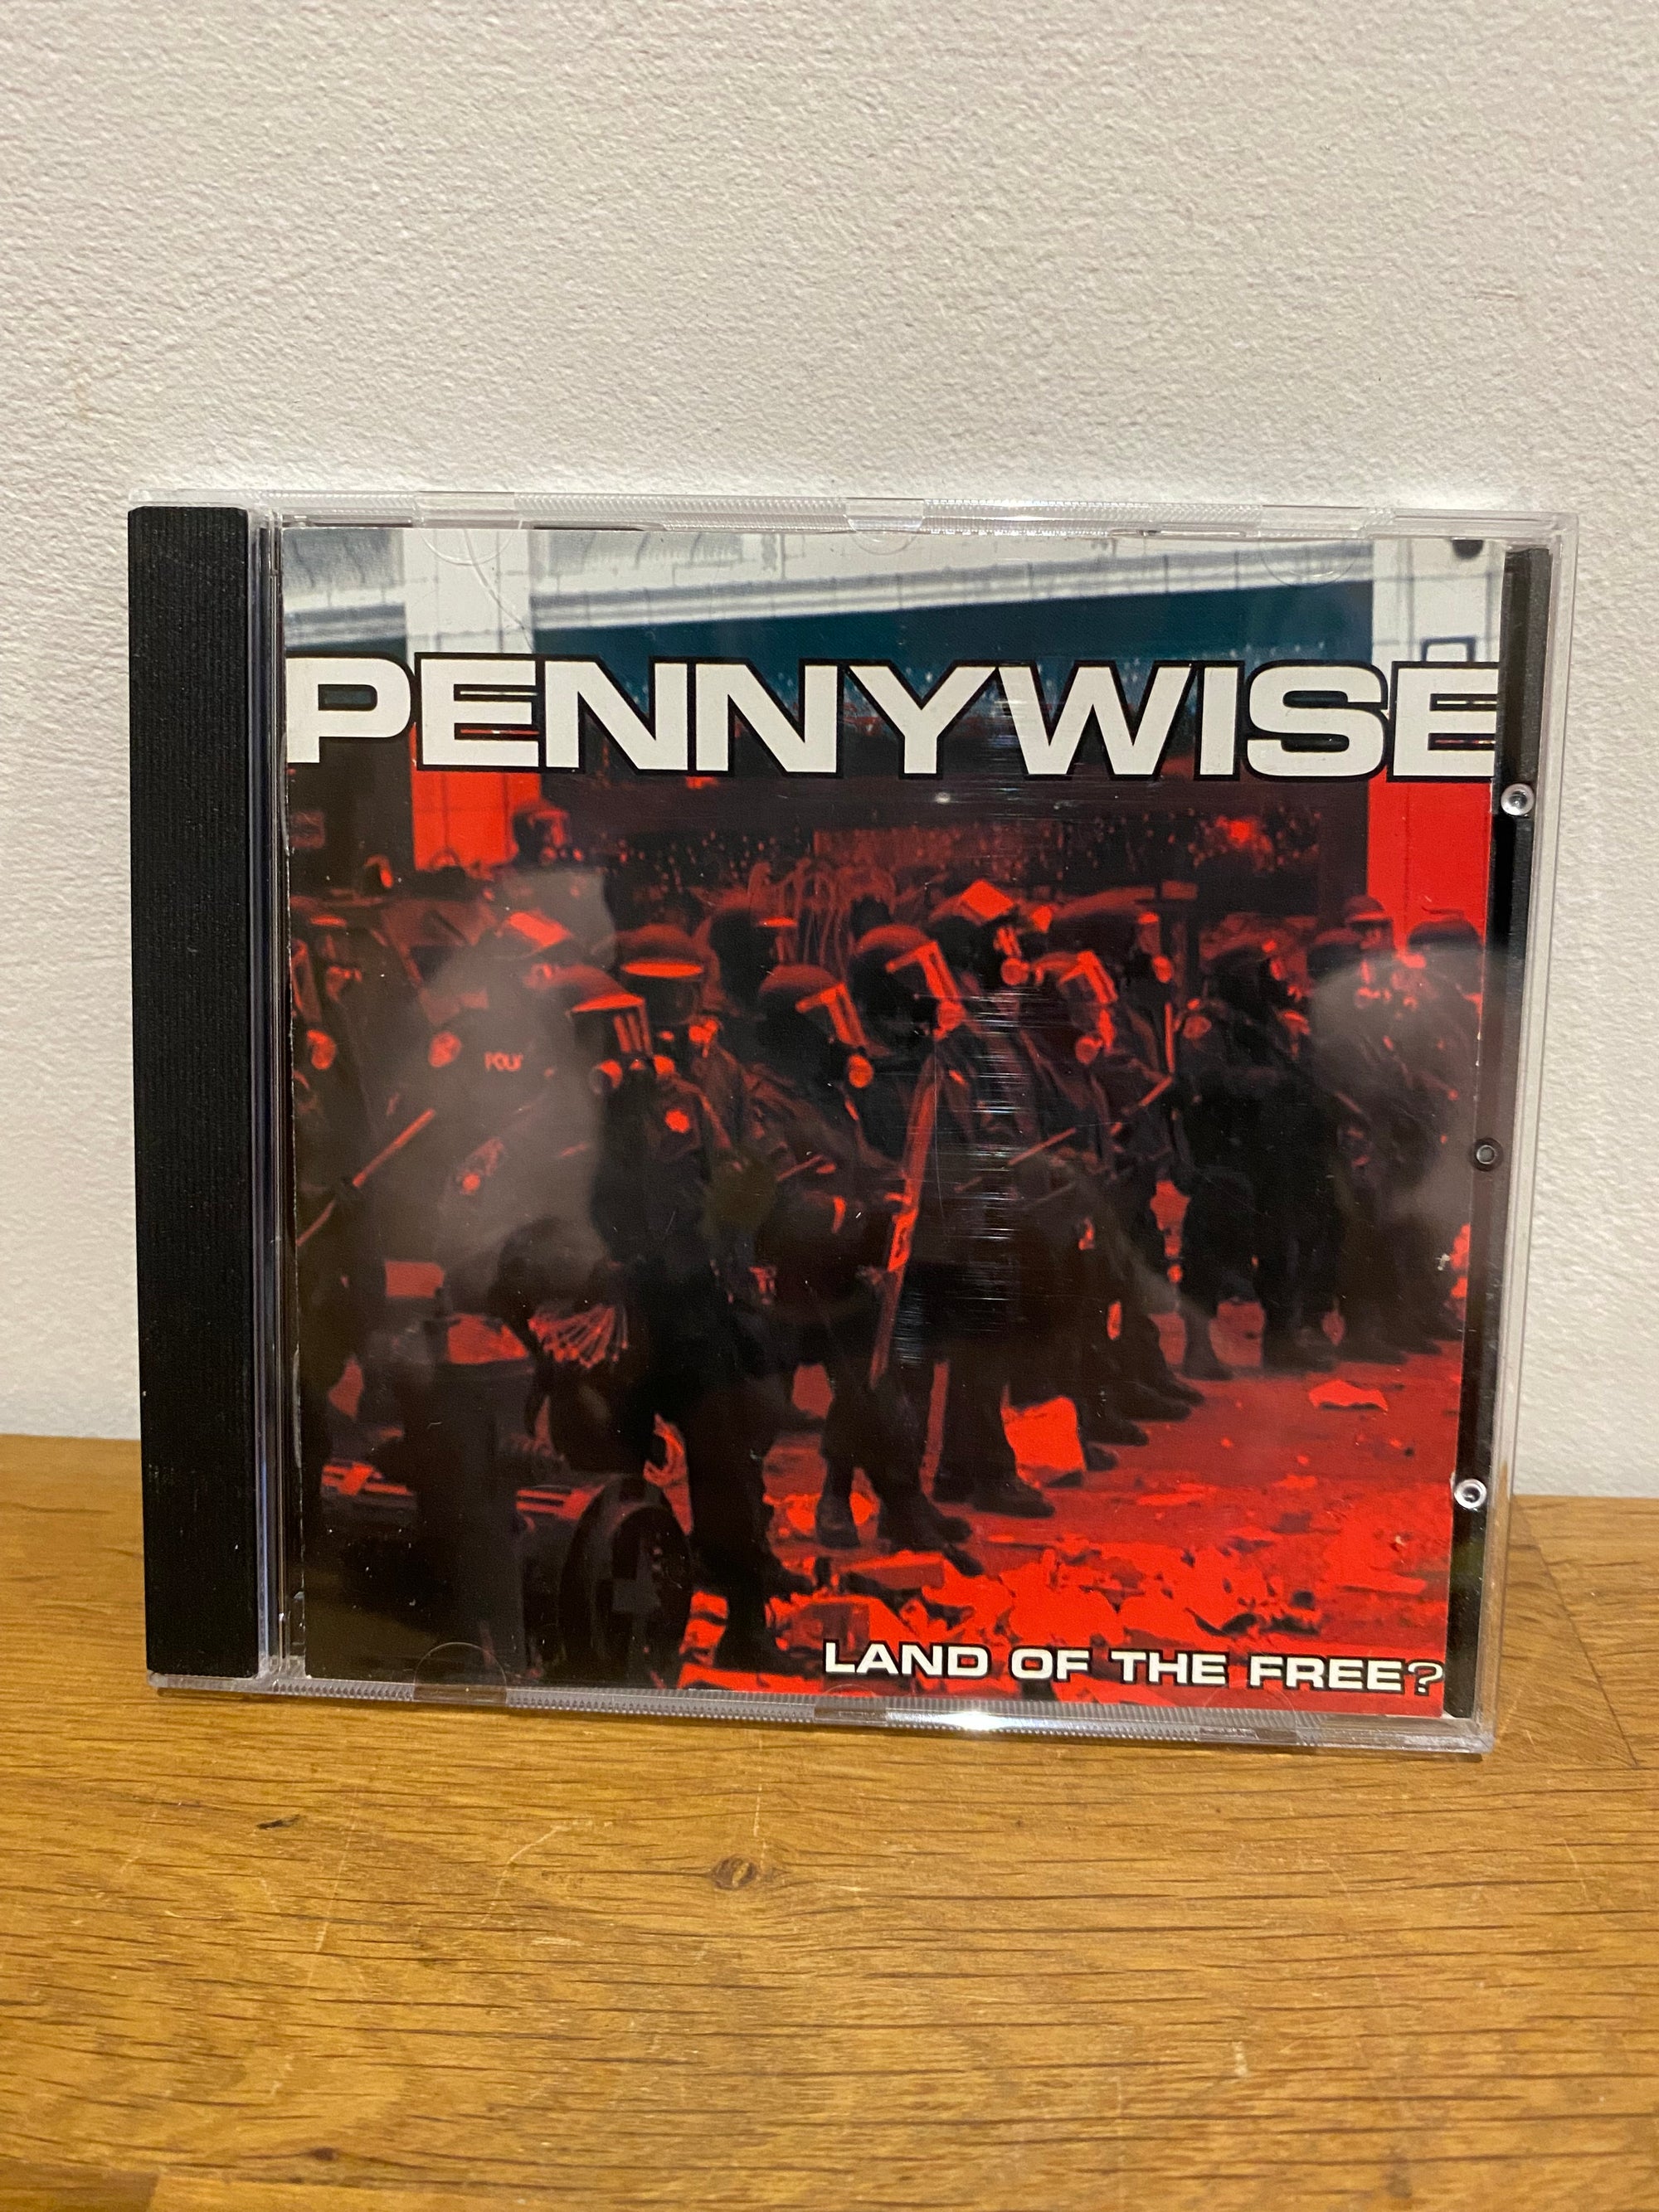 PENNYWISE
LAND OF THE FREE?